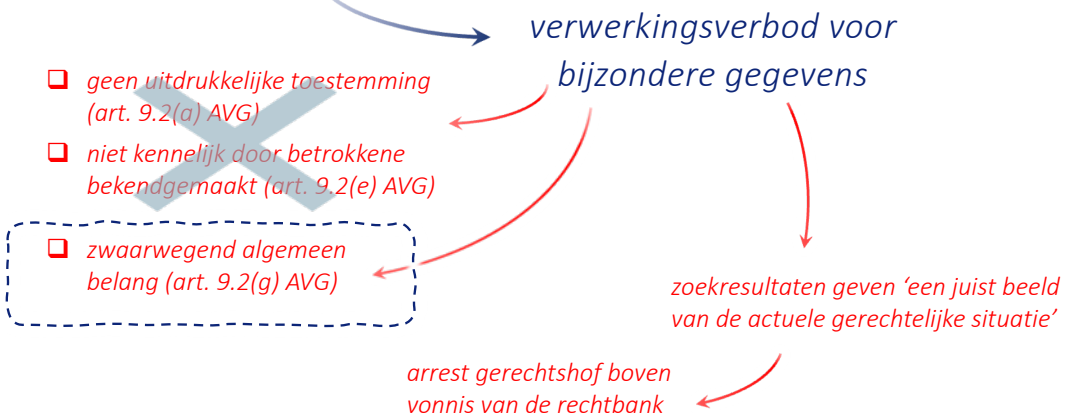 verwerkingsverbod voor
bijzondere gegevens
geen uitdrukkelijke toestemming
(art. 9.2(a) AVG)
niet kennelijk door betrokkene
bekendgemaakt (art. 9.2(e) AVG)
zwaarwegend algemeen
belang (art. 9.2(g) AVG)
zoekresultaten geven ‘een juist beeld
van de actuele gerechtelijke situatie’
arrest gerechtshof boven
vonnis van de rechtbank